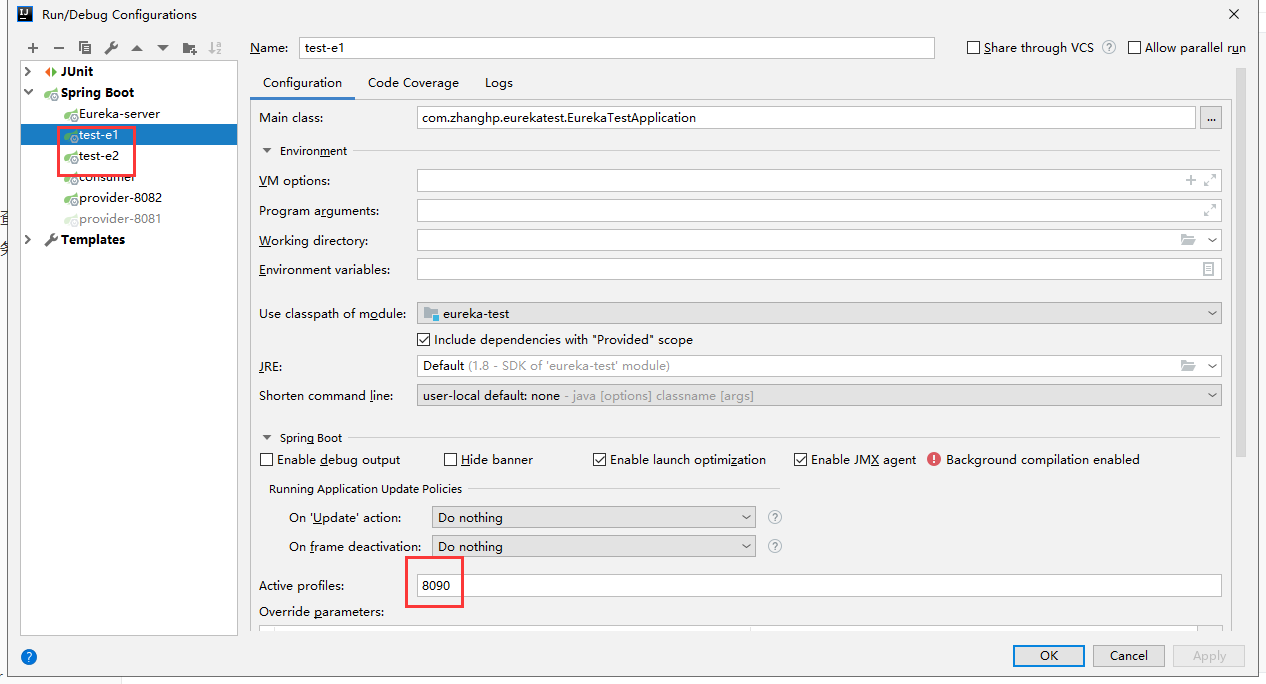 Run/Debug Configurations
Name: test-e1
Share through VCS
Allow parallel run
JUnit
Spring Boot
Eureka-server
test-e1
test-e2
consumer
provider-8082
provider-8081
Templates
Configuration Code Coverage Logs
Main class: com.zhanghp.eurekatest.EurekaTestApplication ...
Environment
VM options:
Program arguments:
Working directory:
Environment variables:
Use classpath of module: eureka-test
Include dependencies with "Provided" scope
JRE: Default (1.8 - SDK of 'eureka-test' module)
Shorten command line: user-local default: none - java [options] classname [args]
Spring Boot
Enable debug output Hide banner Enable launch optimization Enable JMX agent Background compilation enabled
Running Application Update Policies
On 'Update' action: Do nothing
On frame deactivation: Do nothing
Active profiles: 8090
Override parameters:
OK Cancel Apply